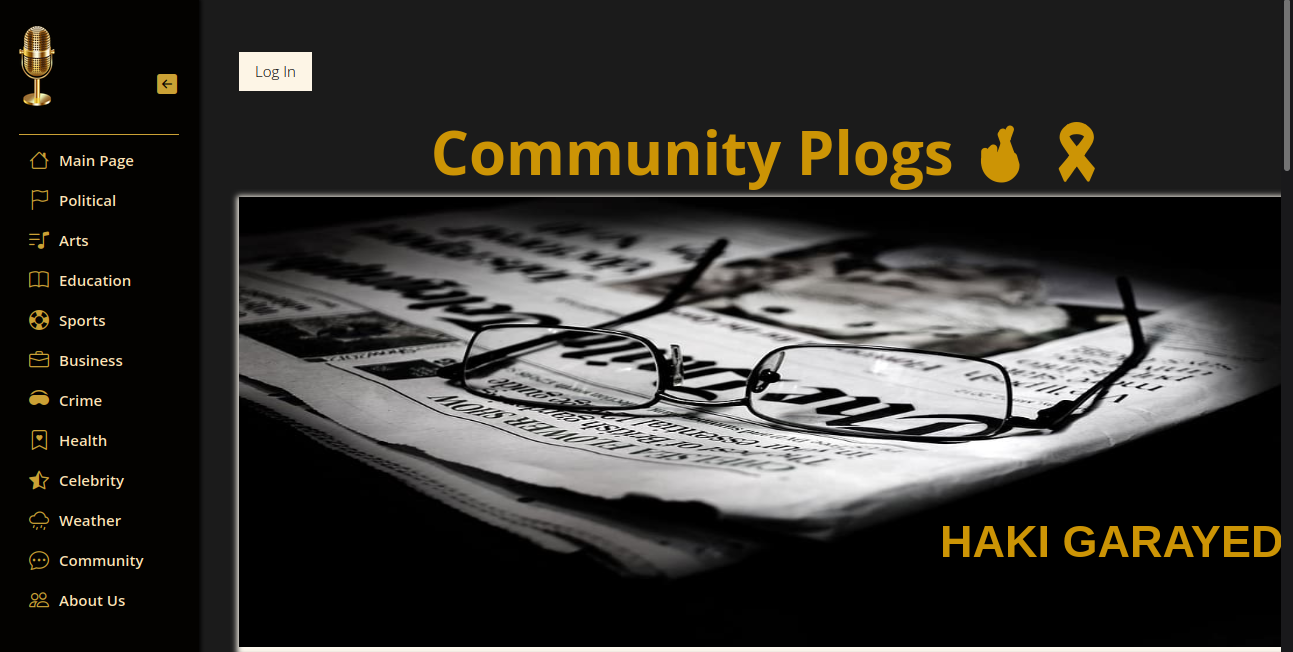 Log In
Community Plogs
Main Page
Political
Arts
Education
Sports
Business
Crime
Health
Celebrity
Weather
Community
About Us
HAKI GARAYED